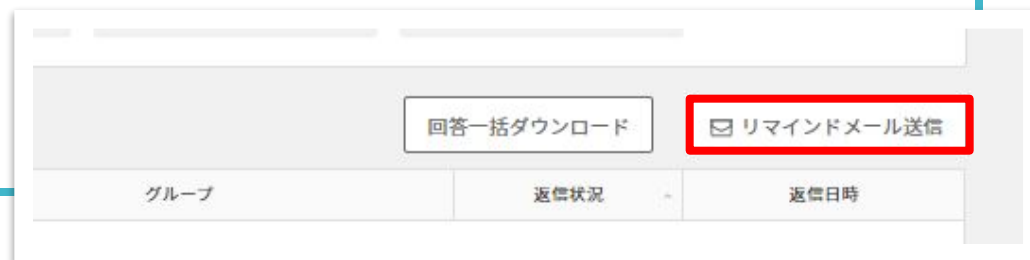 回答一括ダウンロード
リマインドメール送信
グループ
返信状況
返信日時